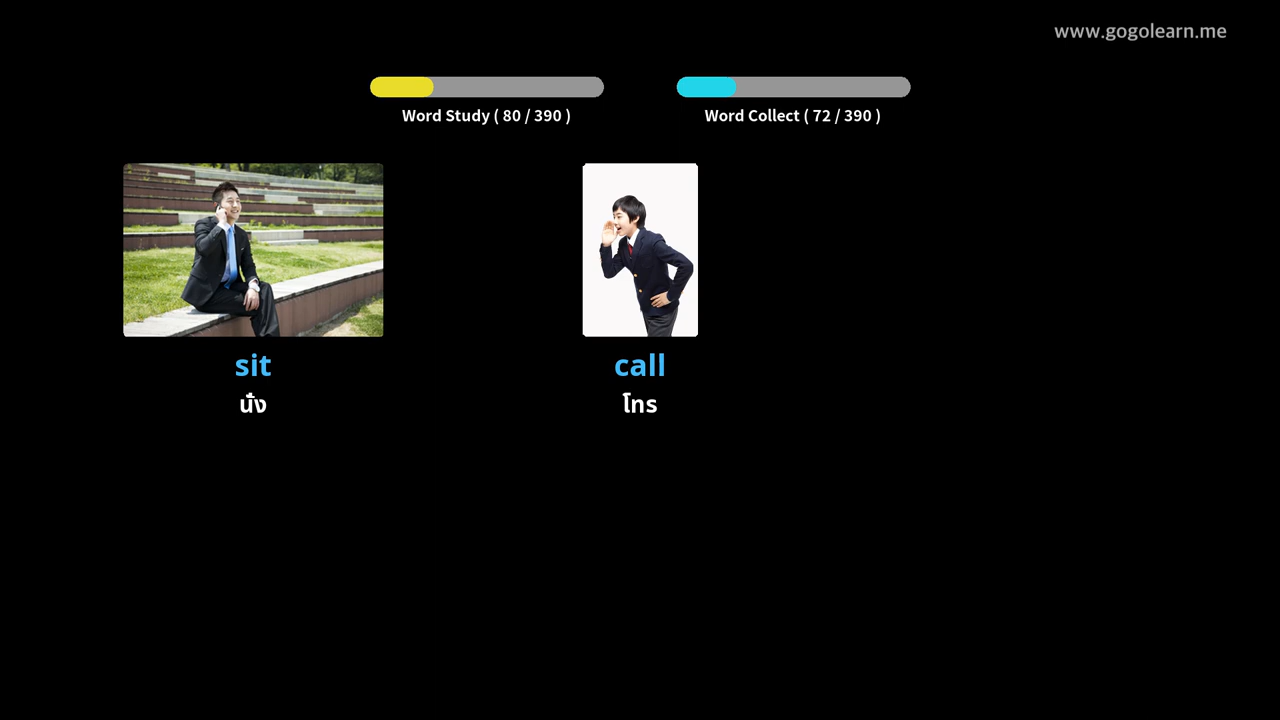 www.gogolearn.me
Word Study ( 80 / 390 )
Word Collect ( 72 / 390 )
sit
นั่ง
call
โทร